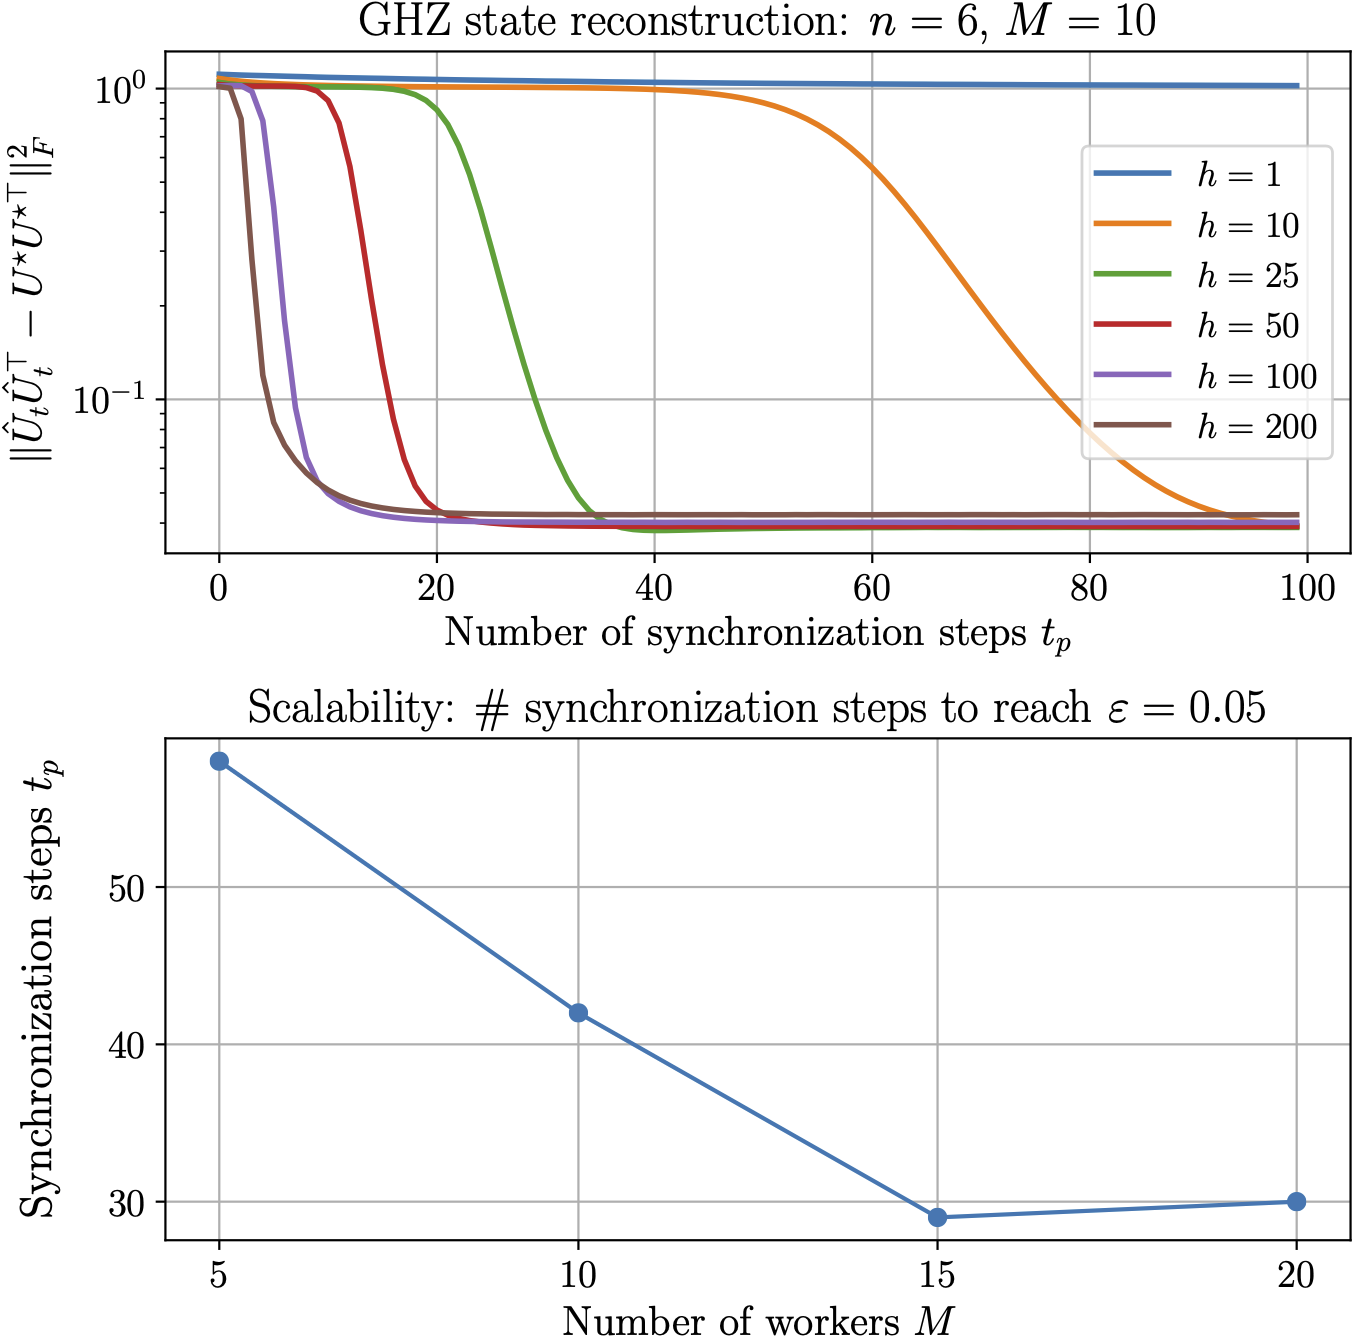 GHZ state reconstruction: n = 6, M = 10
‖Û_tÛ_t^⊤ − U^⋆U^⋆⊤‖_F^2
10^0
10^−1
h = 1
h = 10
h = 25
h = 50
h = 100
h = 200
0 20 40 60 80 100
Number of synchronization steps t_p
Scalability: # synchronization steps to reach ε = 0.05
Synchronization steps t_p
50
40
30
5 10 15 20
Number of workers M